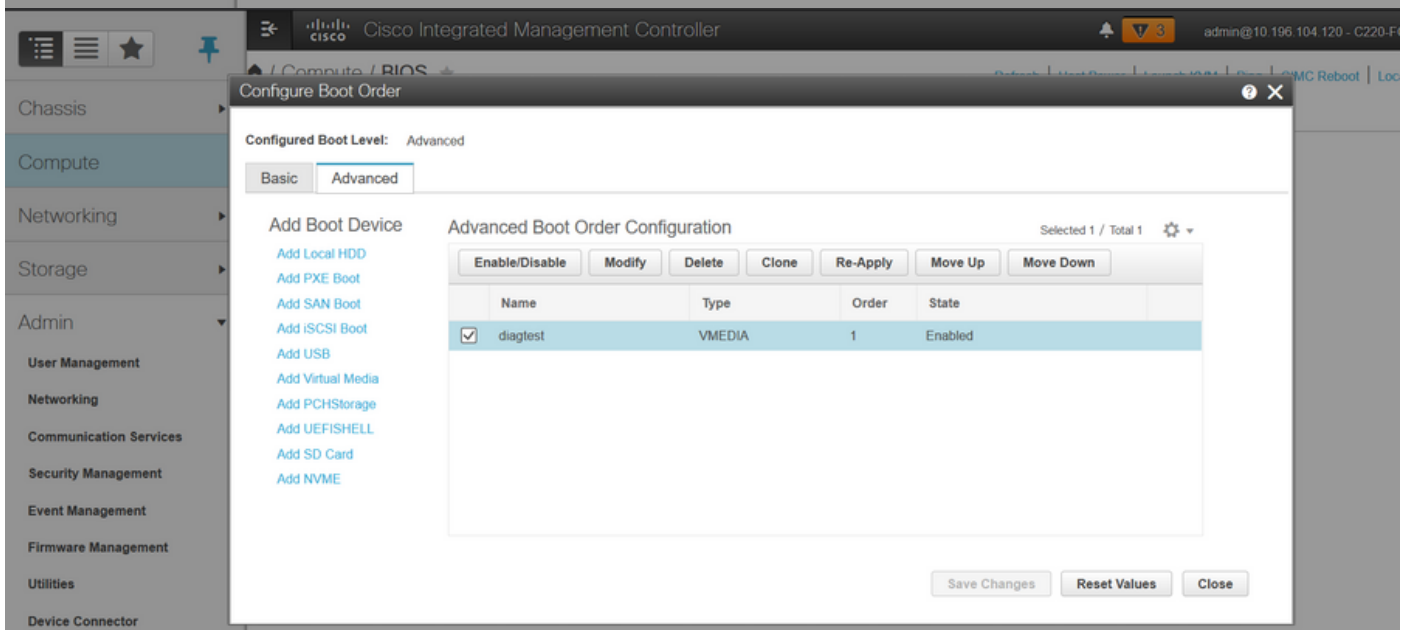 cisco Cisco Integrated Management Controller
3
admin@10.196.104.120 - C220-F
/ Compute / BIOS
CIMC Reboot | Loc
Configure Boot Order
Chassis
Compute
Networking
Storage
Admin
User Management
Networking
Communication Services
Security Management
Event Management
Firmware Management
Utilities
Device Connector
Configured Boot Level: Advanced
Basic Advanced
Add Boot Device
Add Local HDD
Add PXE Boot
Add SAN Boot
Add iSCSI Boot
Add USB
Add Virtual Media
Add PCHStorage
Add UEFISHELL
Add SD Card
Add NVME
Advanced Boot Order Configuration
Selected 1 / Total 1
Enable/Disable Modify Delete Clone Re-Apply Move Up Move Down
Name Type Order State
diagtest VMEDIA 1 Enabled
Save Changes Reset Values Close